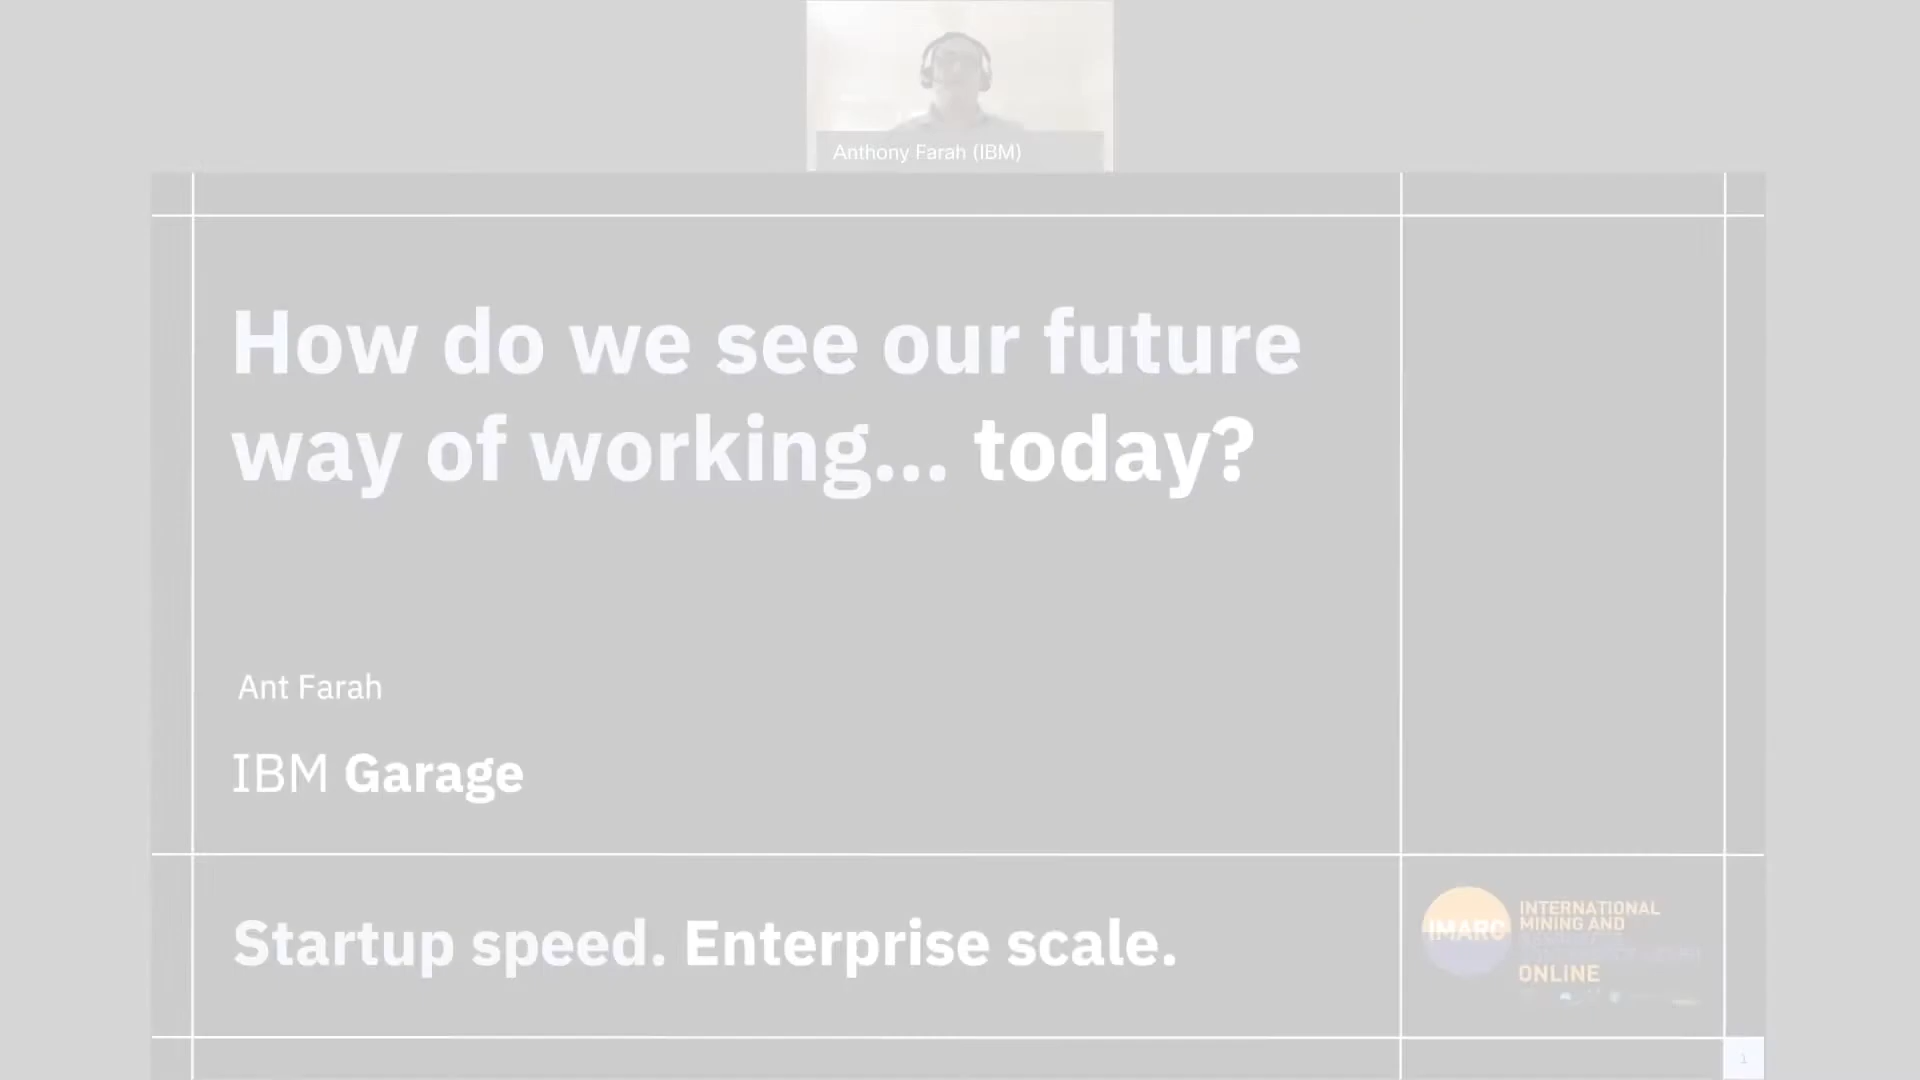 Anthony Farah (IBM)
How do we see our future
way of working... today?
Ant Farah
IBM Garage
Startup speed. Enterprise scale.
IMARC
INTERNATIONAL
MINING AND
ONLINE
1